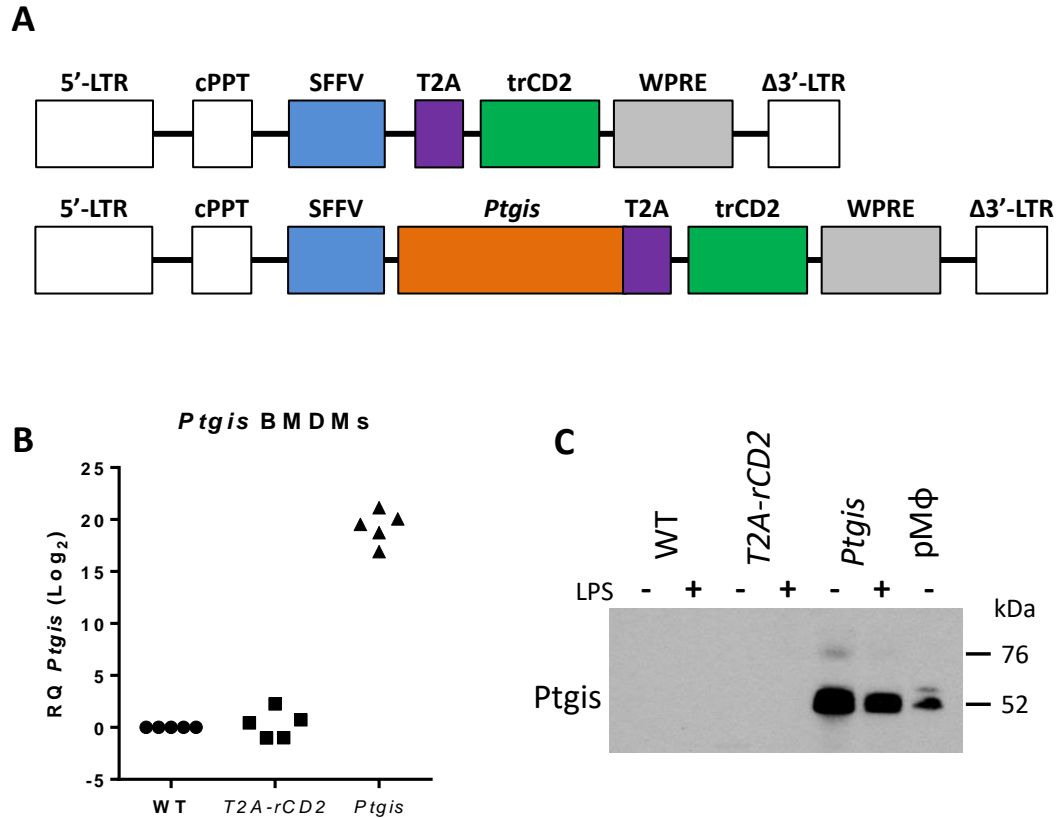 A
5’-LTR cPPT SFFV T2A trCD2 WPRE Δ3’-LTR
5’-LTR cPPT SFFV Ptgis T2A trCD2 WPRE Δ3’-LTR
B
Ptgis BMDMs
RQ Ptgis (Log2)
25
20
15
10
5
0
-5
WT T2A-rCD2 Ptgis
C
WT T2A-rCD2 Ptgis pMϕ
LPS - + - + - + -
kDa
76
Ptgis
52